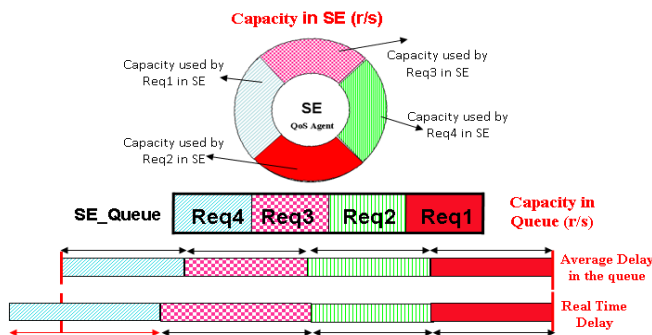 Capacity in SE (r/s)
Capacity used by
Req1 in SE
Capacity used by
Req3 in SE
SE
QoS Agent
Capacity used by
Req4 in SE
Capacity used by
Req2 in SE
SE_Queue
Req4
Req3
Req2
Req1
Capacity in
Queue (r/s)
Average Delay
in the queue
Real Time
Delay